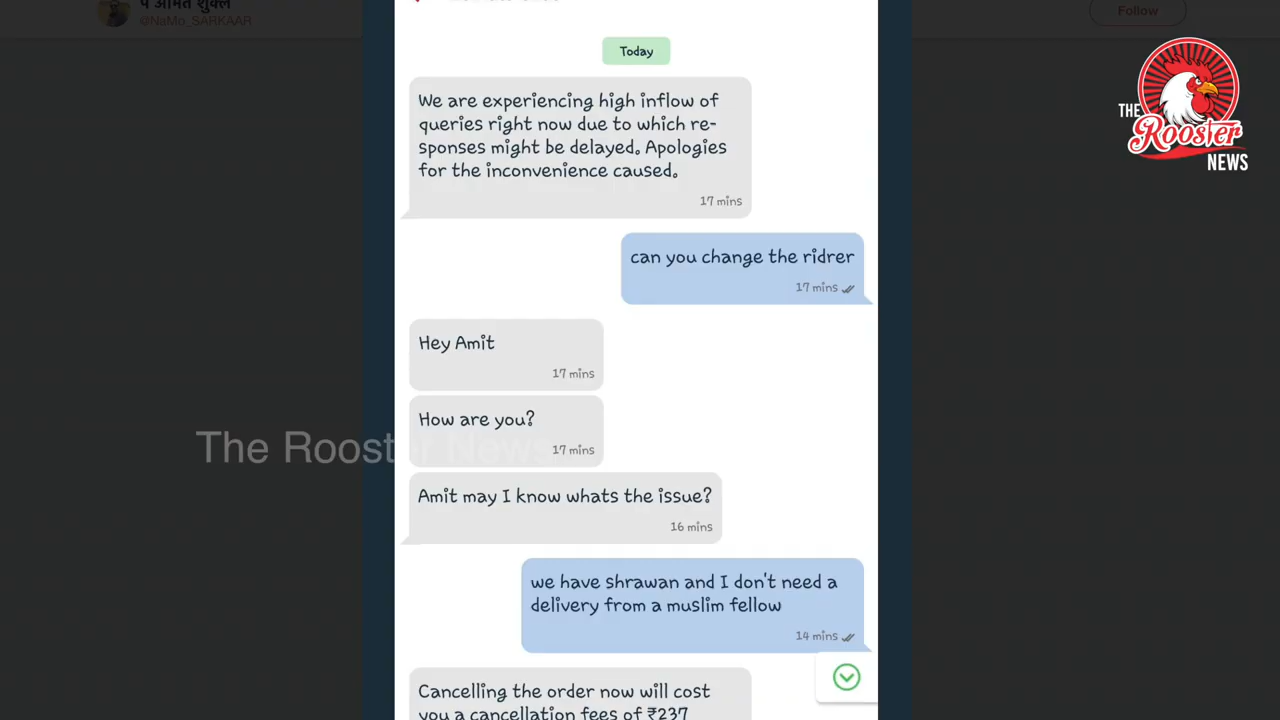 पं अमित शुक्ल
@NaMo_SARKAAR
Follow
THE
Rooster
NEWS
Today
We are experiencing high inflow of
queries right now due to which re-
sponses might be delayed. Apologies
for the inconvenience caused.
17 mins
can you change the ridrer
17 mins
Hey Amit
17 mins
How are you?
17 mins
The Rooster News
Amit may I know whats the issue?
16 mins
we have shrawan and I don't need a
delivery from a muslim fellow
14 mins
Cancelling the order now will cost
you a cancellation fees of ₹237